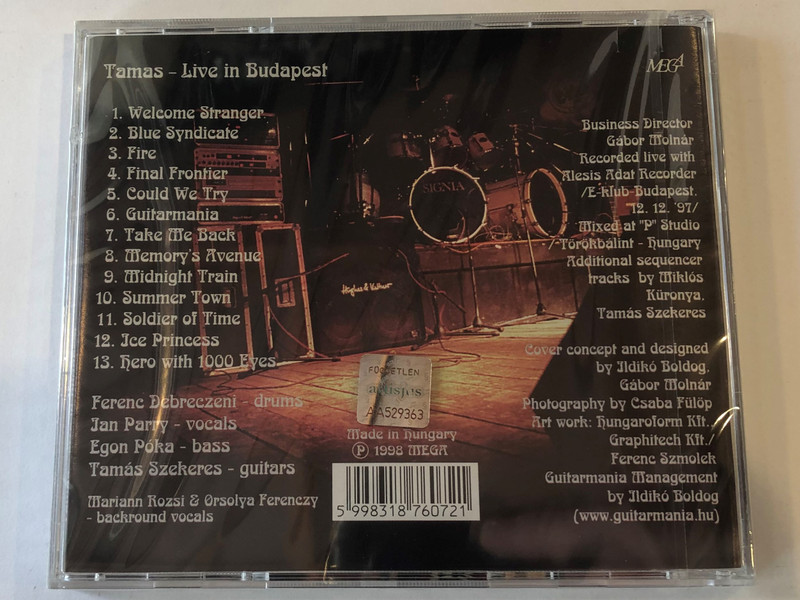 Tamas - Live in Budapest
MEGA
1. Welcome Stranger
2. Blue Syndicate
3. Fire
4. Final Frontier
5. Could We Try
6. Guitarmania
7. Take Me Back
8. Memory's Avenue
9. Midnight Train
10. Summer Town
11. Soldier of Time
12. Ice Princess
13. Hero with 1000 Eyes
Ferenc Debreczeni - drums
Jan Parry - vocals
Egon Póka - bass
Tamás Szekeres - guitars
Mariann Rozsi & Orsolya Ferenczy
- backround vocals
SIGNIA
Hughes & Kettner
FÜGGETLEN
artisjus
AA529363
Made in Hungary
Ⓟ 1998 MEGA
5 998318 760721
Business Director
Gábor Molnár
Recorded live with
Alesis Adat Recorder
/E-klub-Budapest.
12. 12. '97/
Mixed at "P" Studio
/-Törökbálint - Hungary
Additional sequencer
tracks by Miklós
Küronya,
Tamás Szekeres
Cover concept and designed
by Ildikó Boldog,
Gábor Molnár
Photography by Csaba Fülöp
Art work: Hungaroform Kft.,
Graphitech Kft./
Ferenc Szmolek
Guitarmania Management
by Ildikó Boldog
(www.guitarmania.hu)